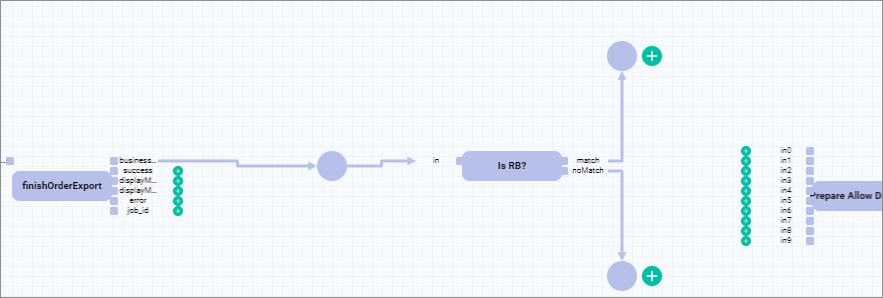 finishOrderExport
business...
success
displayM...
displayM...
error
job_id
in
Is RB?
match
noMatch
in0
in1
in2
in3
in4
in5
in6
in7
in8
in9
Prepare Allow D